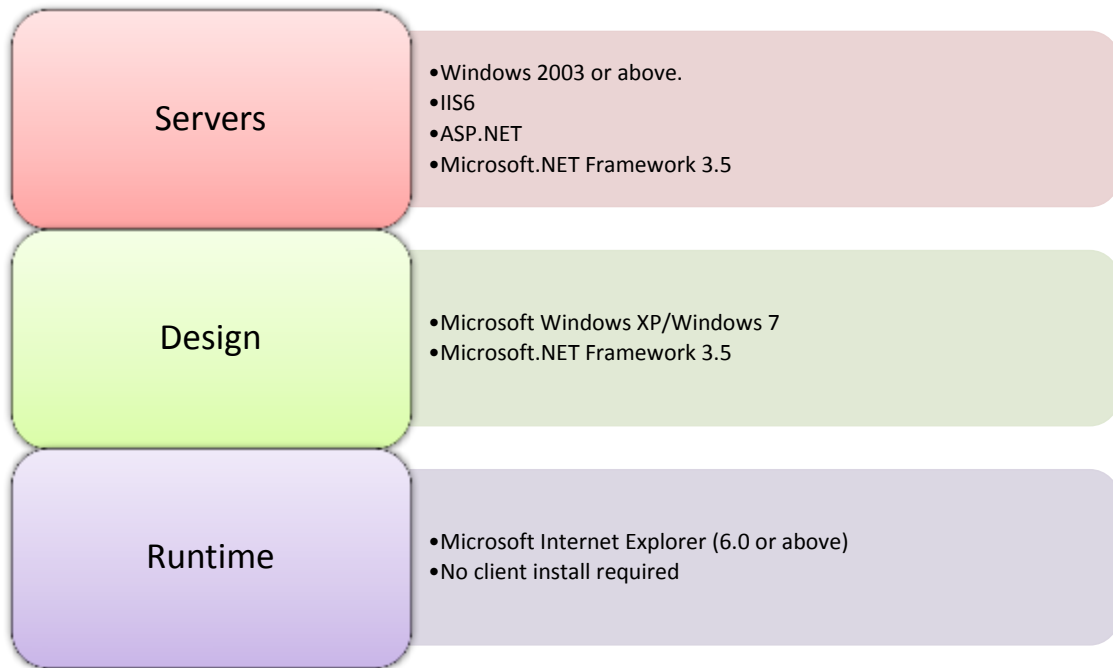 Servers
•Windows 2003 or above.
•IIS6
•ASP.NET
•Microsoft.NET Framework 3.5
Design
•Microsoft Windows XP/Windows 7
•Microsoft.NET Framework 3.5
Runtime
•Microsoft Internet Explorer (6.0 or above)
•No client install required